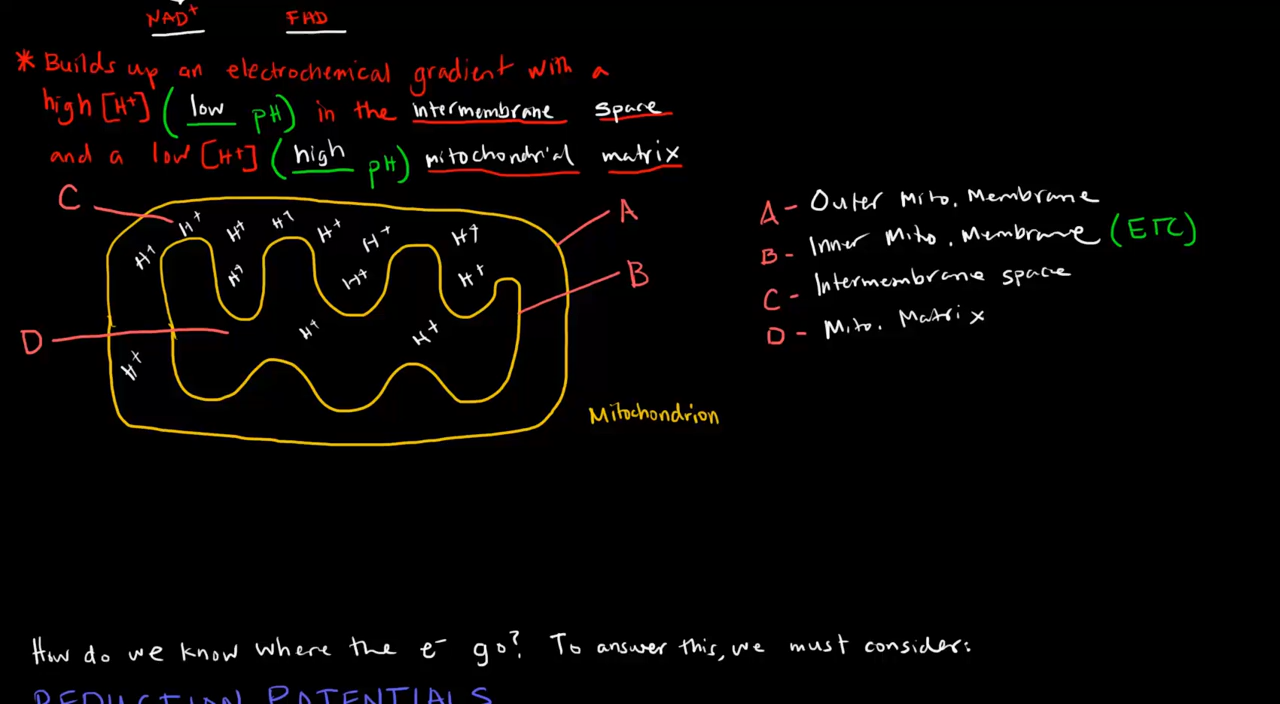 NAD+ FHD
* Builds up an electrochemical gradient with a
high [H+] (low pH) in the intermembrane space
and a low [H+] (high pH) mitochondrial matrix
C
A
A - Outer Mito. Membrane
B - Inner Mito. Membrane (ETC)
C - Intermembrane space
D - Mito. Matrix
H+ H+ H+ H+ H+ H+
H+
B
H+ H+ H+
D
H+ H+
H+
Mitochondrion
How do we know where the e- go? To answer this, we must consider:
REDUCTION POTENTIALS